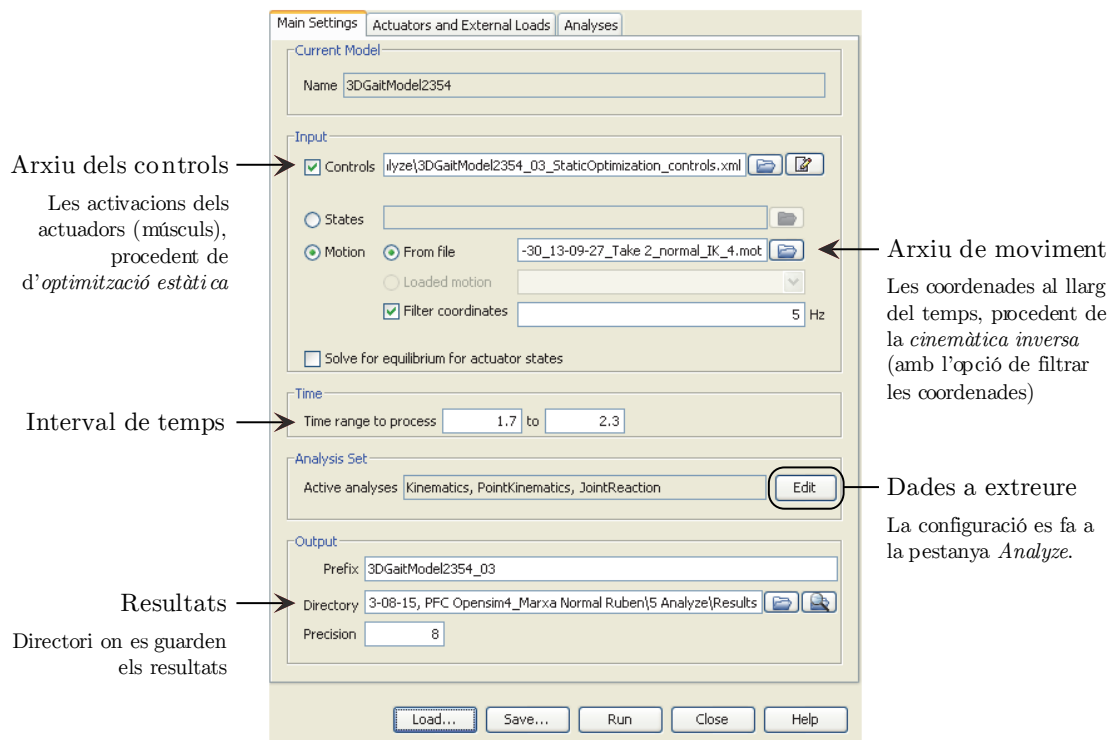 Main Settings
Actuators and External Loads
Analyses
Current Model
Name 3DGaitModel2354
Input
Arxiu dels controls
Controls ılyze\3DGaitModel2354_03_StaticOptimization_controls.xml
Les activacions dels
actuadors (músculs),
procedent de
d'optimització estàtica
States
Motion From file -30_13-09-27_Take 2_normal_IK_4.mot
Loaded motion
Filter coordinates 5 Hz
Solve for equilibrium for actuator states
Arxiu de moviment
Les coordenades al llarg
del temps, procedent de
la cinemàtica inversa
(amb l'opció de filtrar
les coordenades)
Time
Interval de temps
Time range to process 1.7 to 2.3
Analysis Set
Active analyses Kinematics, PointKinematics, JointReaction Edit
Dades a extreure
La configuració es fa a
la pestanya Analyze.
Output
Prefix 3DGaitModel2354_03
Resultats
Directory 3-08-15, PFC Opensim4_Marxa Normal Ruben\5 Analyze\Results
Precision 8
Directori on es guarden
els resultats
Load...
Save...
Run
Close
Help